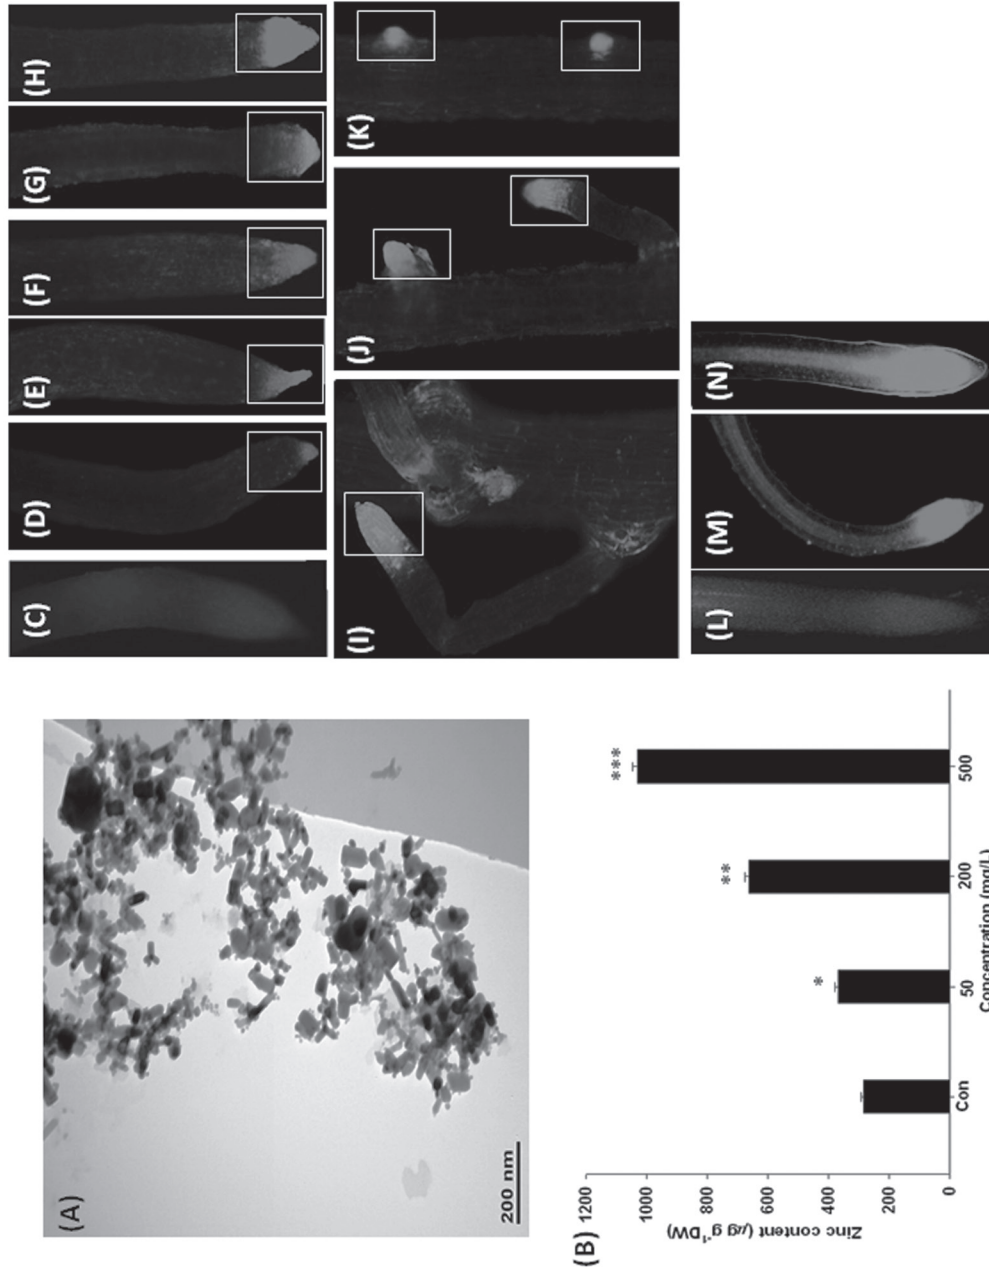 (A)
200 nm
(B)
Zinc content (µg g⁻¹DW)
1200
1000
800
600
400
200
0
*
**
***
Con
50
200
500
Concentration (mg/L)
(C)
(D)
(E)
(F)
(G)
(H)
(I)
(J)
(K)
(L)
(M)
(N)